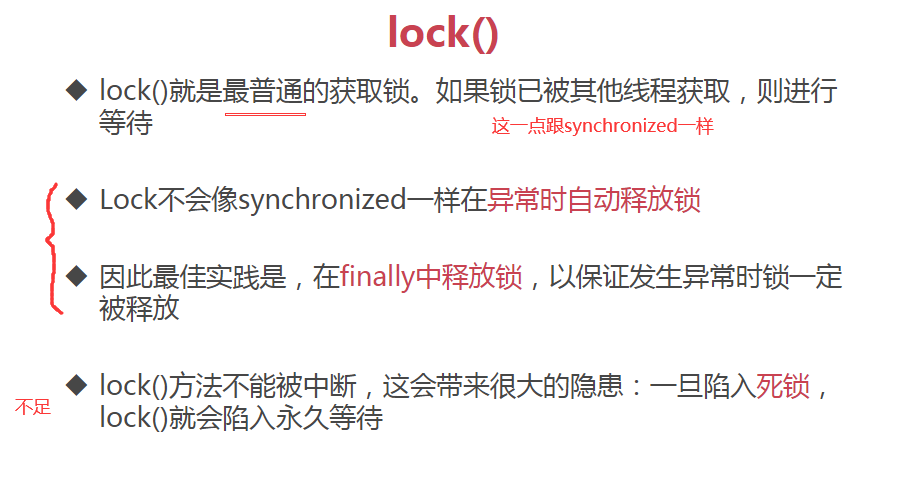 lock()
◆ lock()就是最普通的获取锁。如果锁已被其他线程获取，则进行
等待
这一点跟synchronized一样
◆ Lock不会像synchronized一样在异常时自动释放锁
◆ 因此最佳实践是，在finally中释放锁，以保证发生异常时锁一定
被释放
◆ lock()方法不能被中断，这会带来很大的隐患：一旦陷入死锁，
不足
lock()就会陷入永久等待